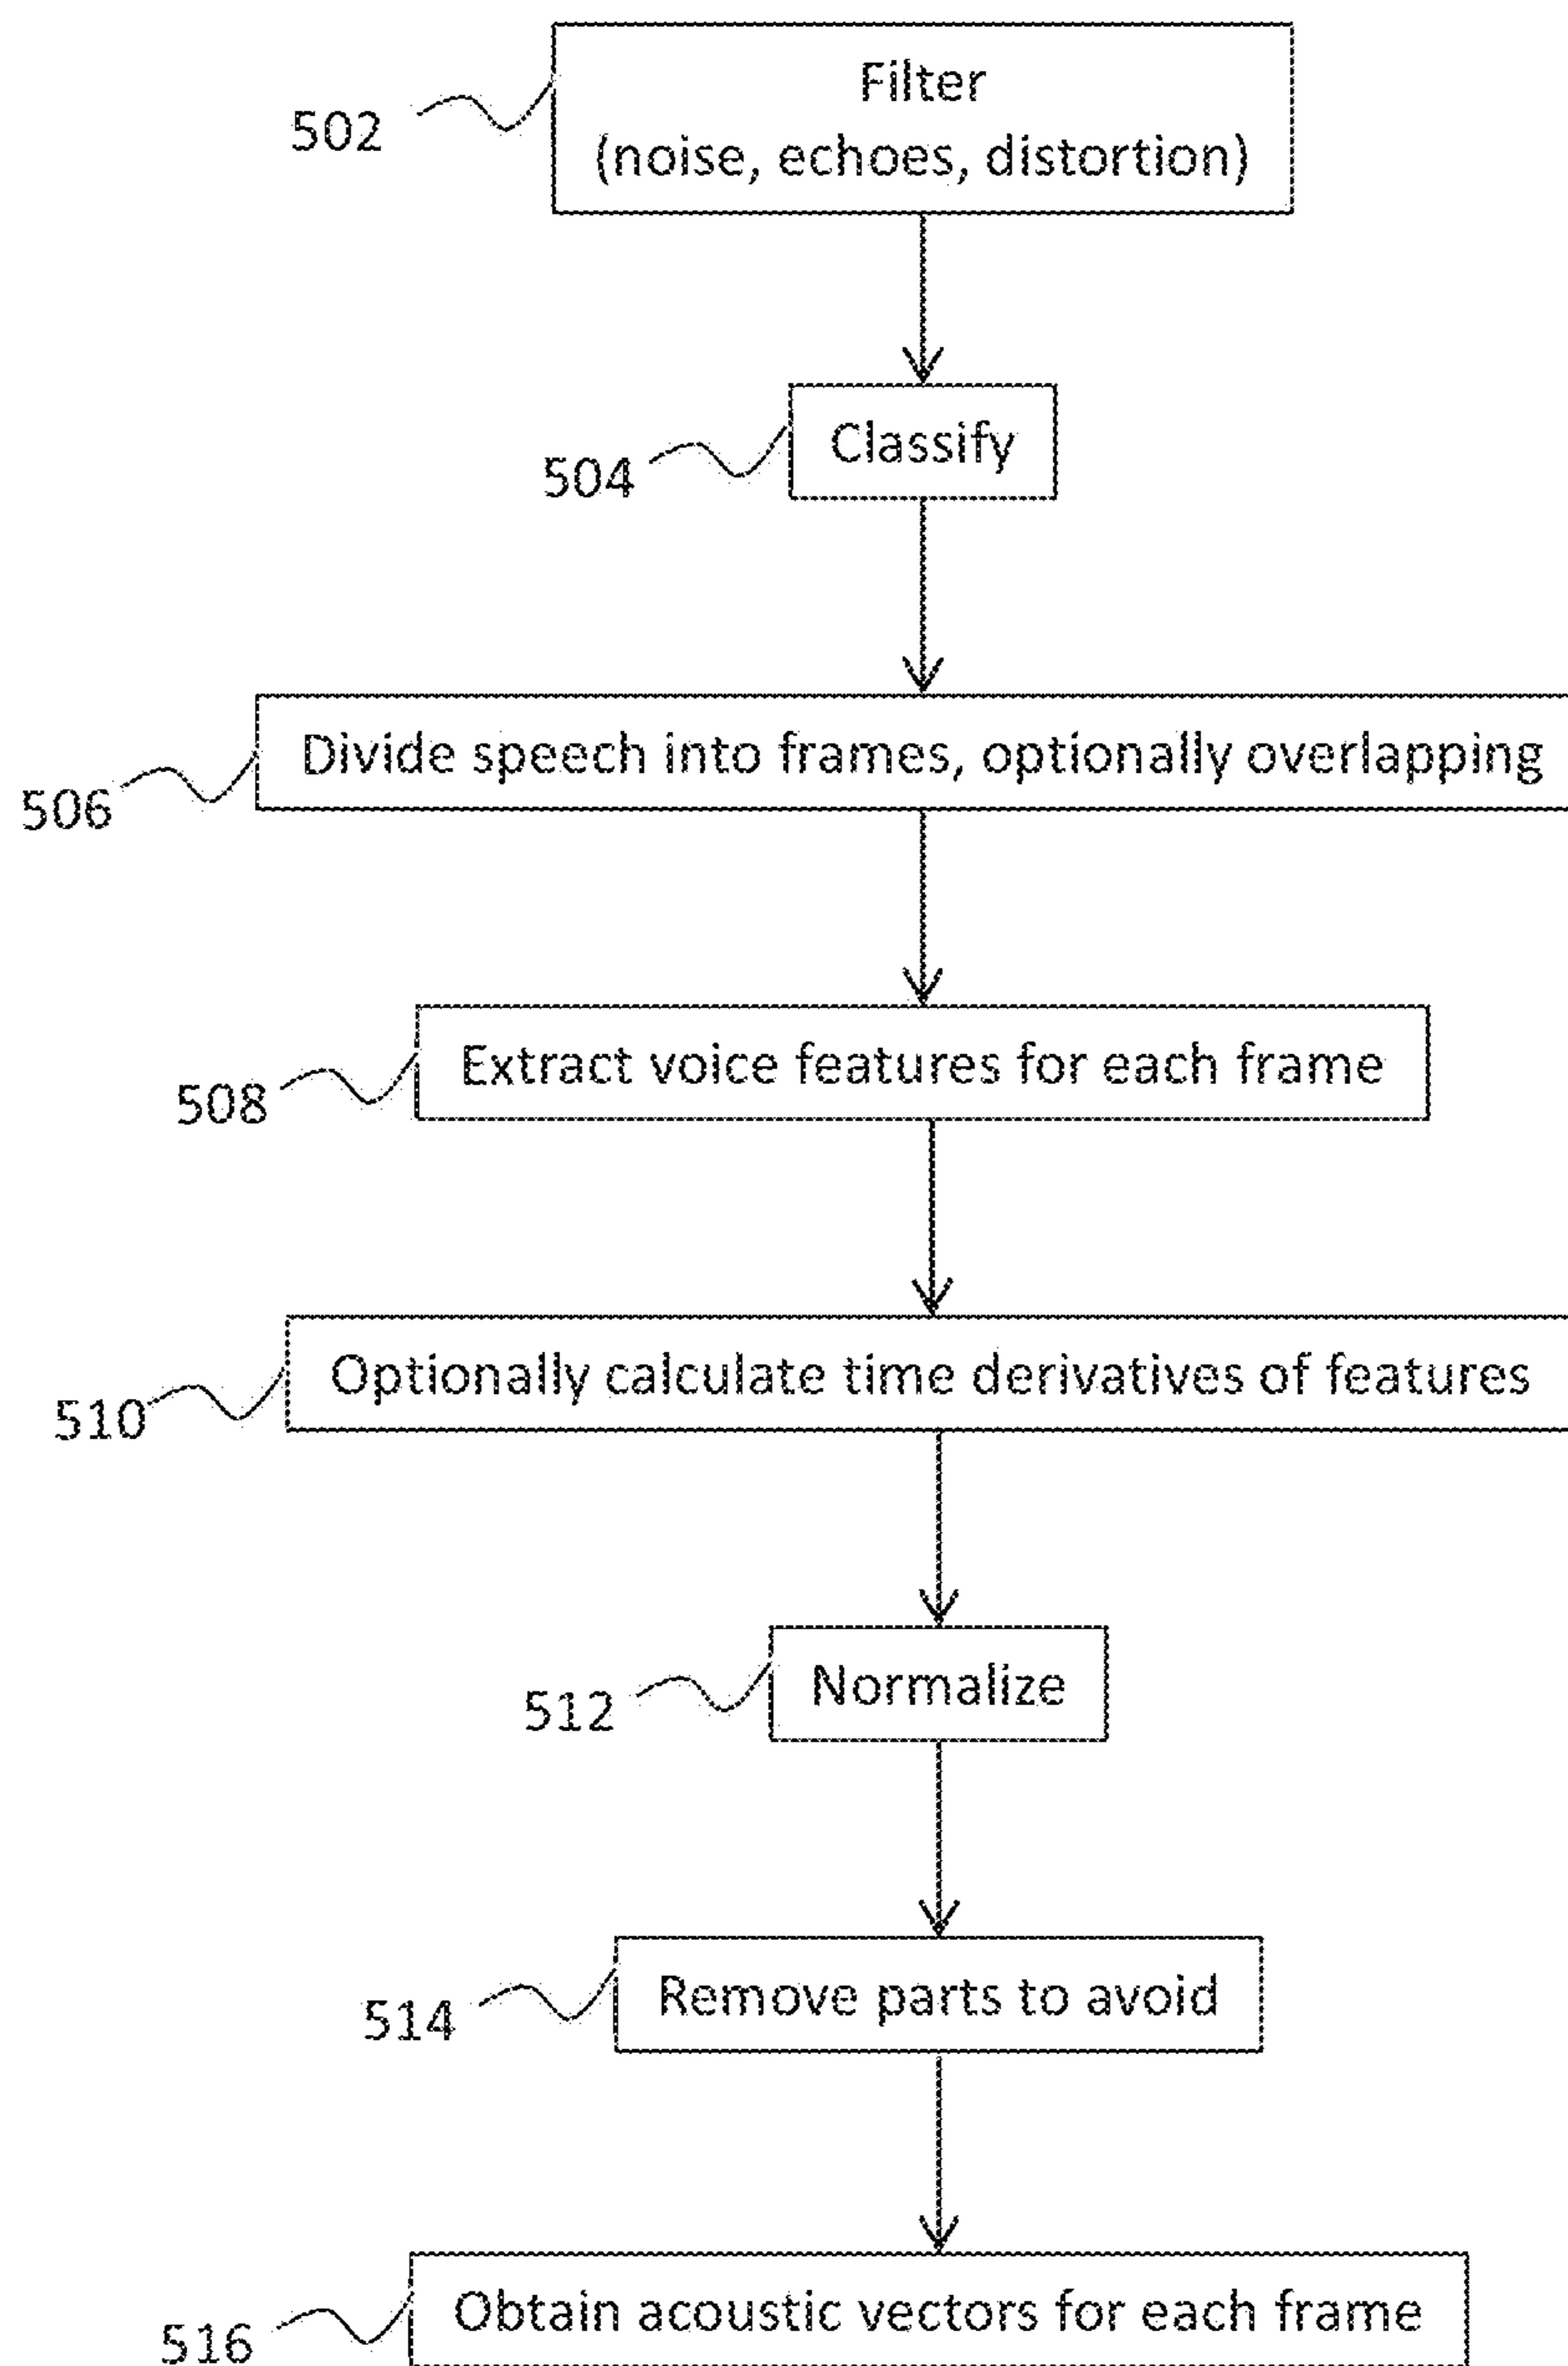 Filter
(noise, echoes, distortion)
502
Classify
504
Divide speech into frames, optionally overlapping
506
Extract voice features for each frame
508
Optionally calculate time derivatives of features
510
Normalize
512
Remove parts to avoid
514
Obtain acoustic vectors for each frame
516